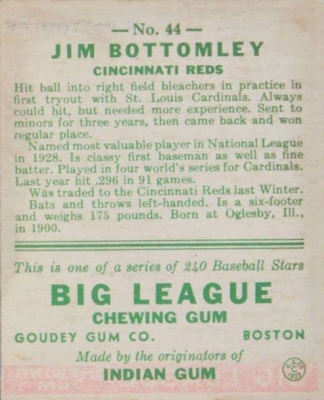 — No. 44 —
JIM BOTTOMLEY
CINCINNATI REDS
Hit ball into right field bleachers in practice in
first tryout with St. Louis Cardinals. Always
could hit, but needed more experience. Sent to
minors for three years, then came back and won
regular place.
Named most valuable player in National League
in 1928. Is classy first baseman as well as fine
batter. Played in four world's series for Cardinals.
Last year hit .296 in 91 games.
Was traded to the Cincinnati Reds last Winter.
Bats and throws left-handed. Is a six-footer
and weighs 175 pounds. Born at Oglesby, Ill.,
in 1900.
This is one of a series of 240 Baseball Stars
BIG LEAGUE
CHEWING GUM
GOUDEY GUM CO. BOSTON
Made by the originators of
INDIAN GUM